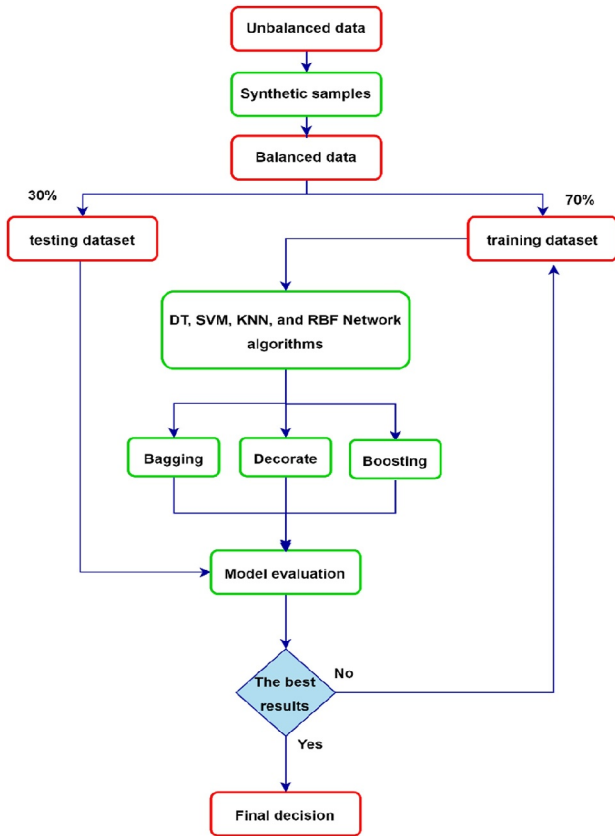 Unbalanced data
Synthetic samples
Balanced data
30%
70%
testing dataset
training dataset
DT, SVM, KNN, and RBF Network
algorithms
Bagging
Decorate
Boosting
Model evaluation
The best
results
No
Yes
Final decision